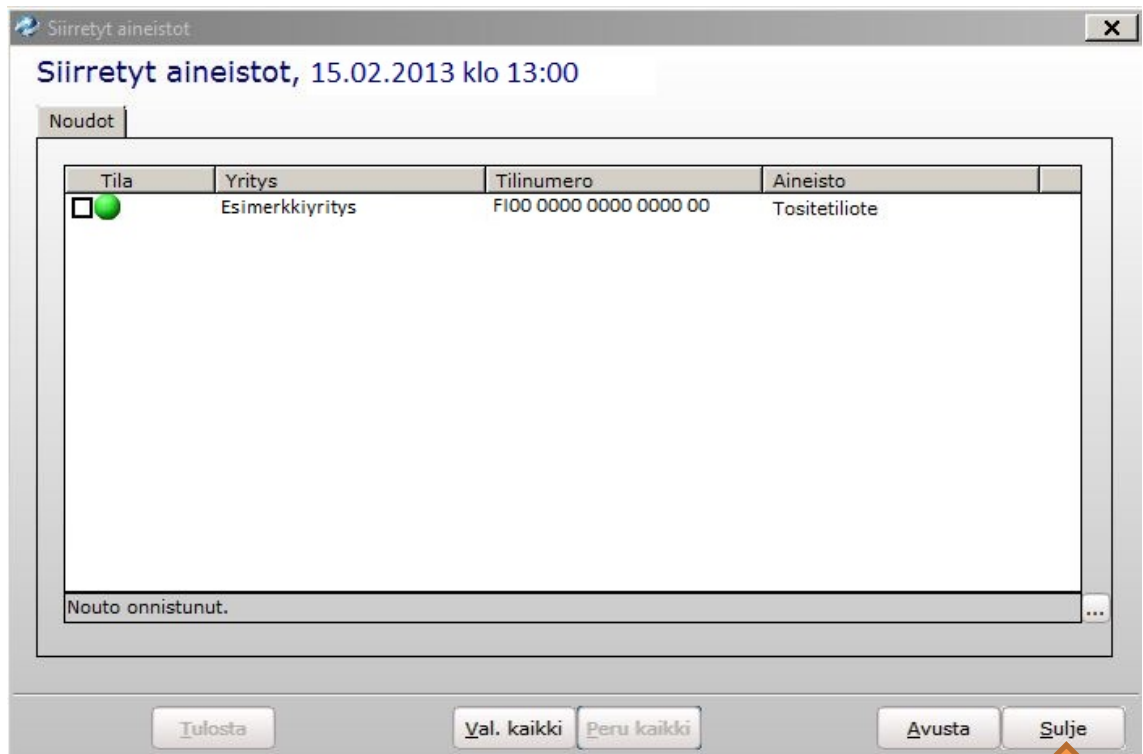 Siirretyt aineistot
Siirretyt aineistot, 15.02.2013 klo 13:00
Noudot
Tila Yritys Tilinumero Aineisto
Esimerkkiyritys FI00 0000 0000 0000 00 Tositetiliote
Nouto onnistunut.
...
Tulosta Val. kaikki Peru kaikki Avusta Sulje